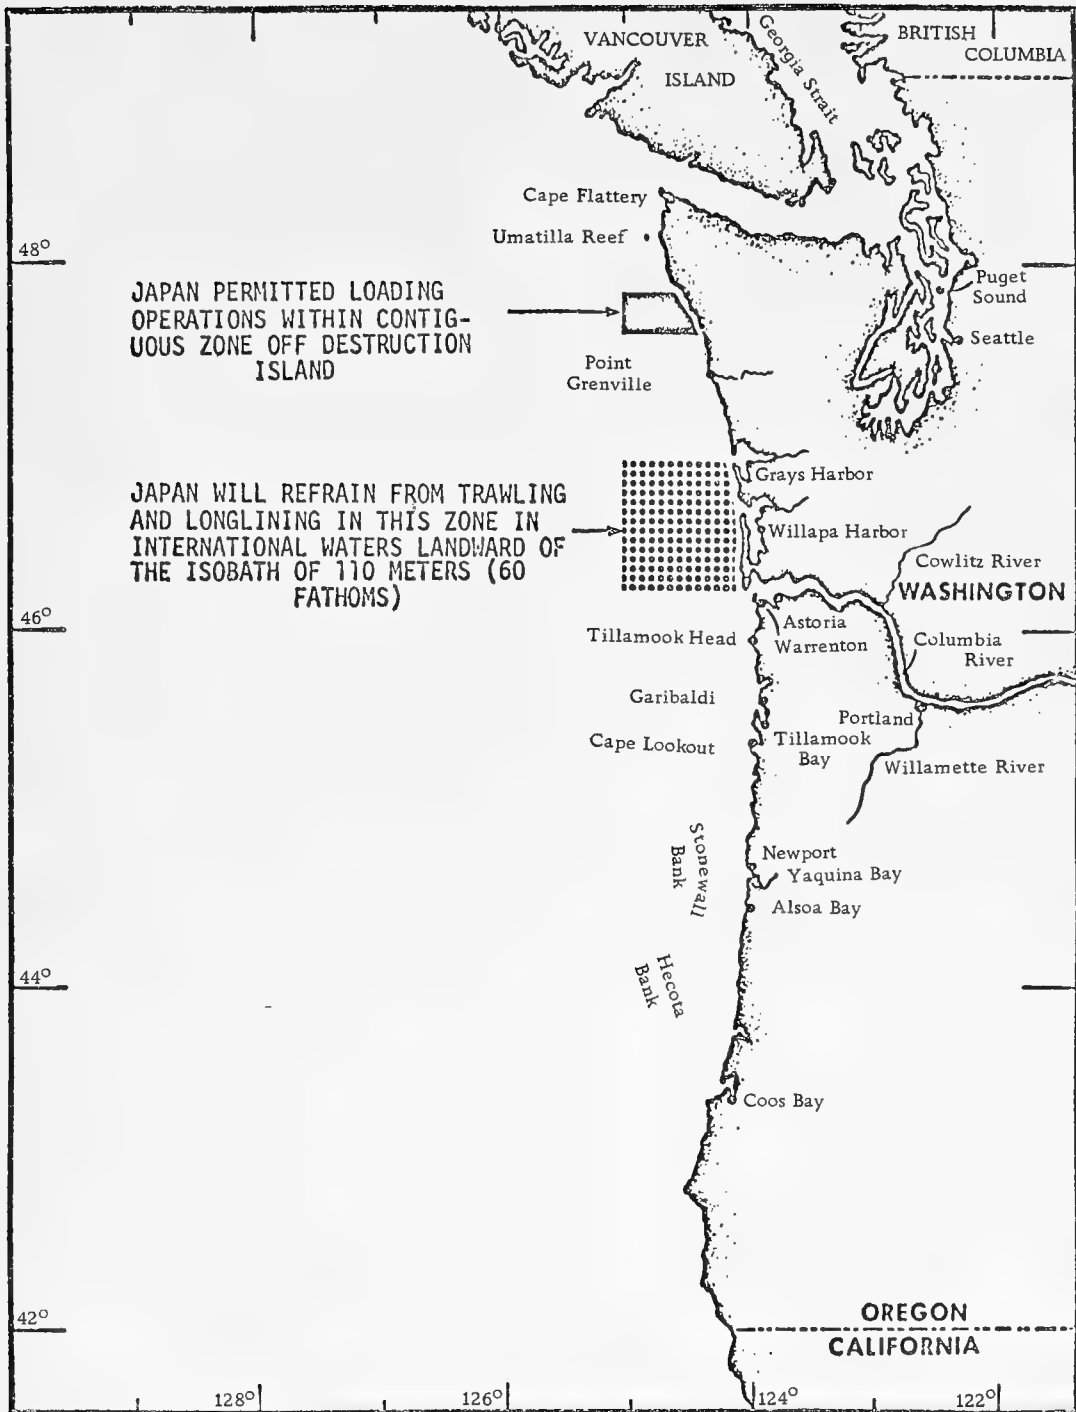 VANCOUVER
ISLAND
Georgia Strait
BRITISH
COLUMBIA
Cape Flattery
Umatilla Reef
48°
Puget
Sound
Seattle
JAPAN PERMITTED LOADING
OPERATIONS WITHIN CONTIG-
UOUS ZONE OFF DESTRUCTION
ISLAND
Point
Grenville
Grays Harbor
JAPAN WILL REFRAIN FROM TRAWLING
AND LONGLINING IN THIS ZONE IN
INTERNATIONAL WATERS LANDWARD OF
THE ISOBATH OF 110 METERS (60
FATHOMS)
Willapa Harbor
Cowlitz River
WASHINGTON
46°
Astoria
Warrenton
Tillamook Head
Columbia
River
Garibaldi
Portland
Cape Lookout
Tillamook
Bay
Willamette River
Stonewall
Bank
Newport
Yaquina Bay
Alsoa Bay
Hecota
Bank
44°
Coos Bay
42°
OREGON
CALIFORNIA
128°
126°
124°
122°